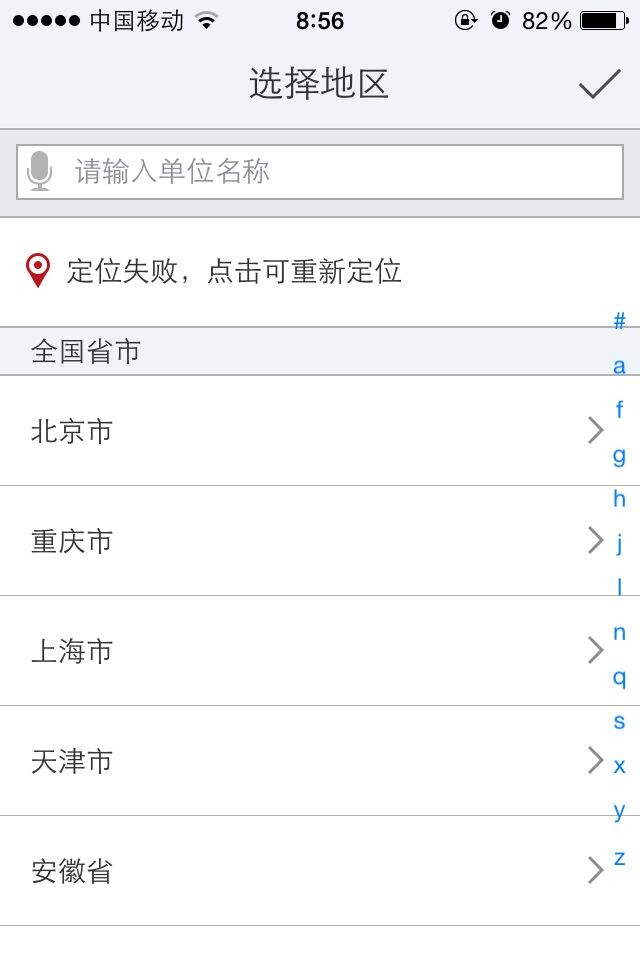 中国移动 8:56 82%
选择地区
请输入单位名称
定位失败，点击可重新定位
#
全国省市
a
f
北京市
g
h
重庆市
j
l
n
上海市
q
s
天津市
x
y
z
安徽省